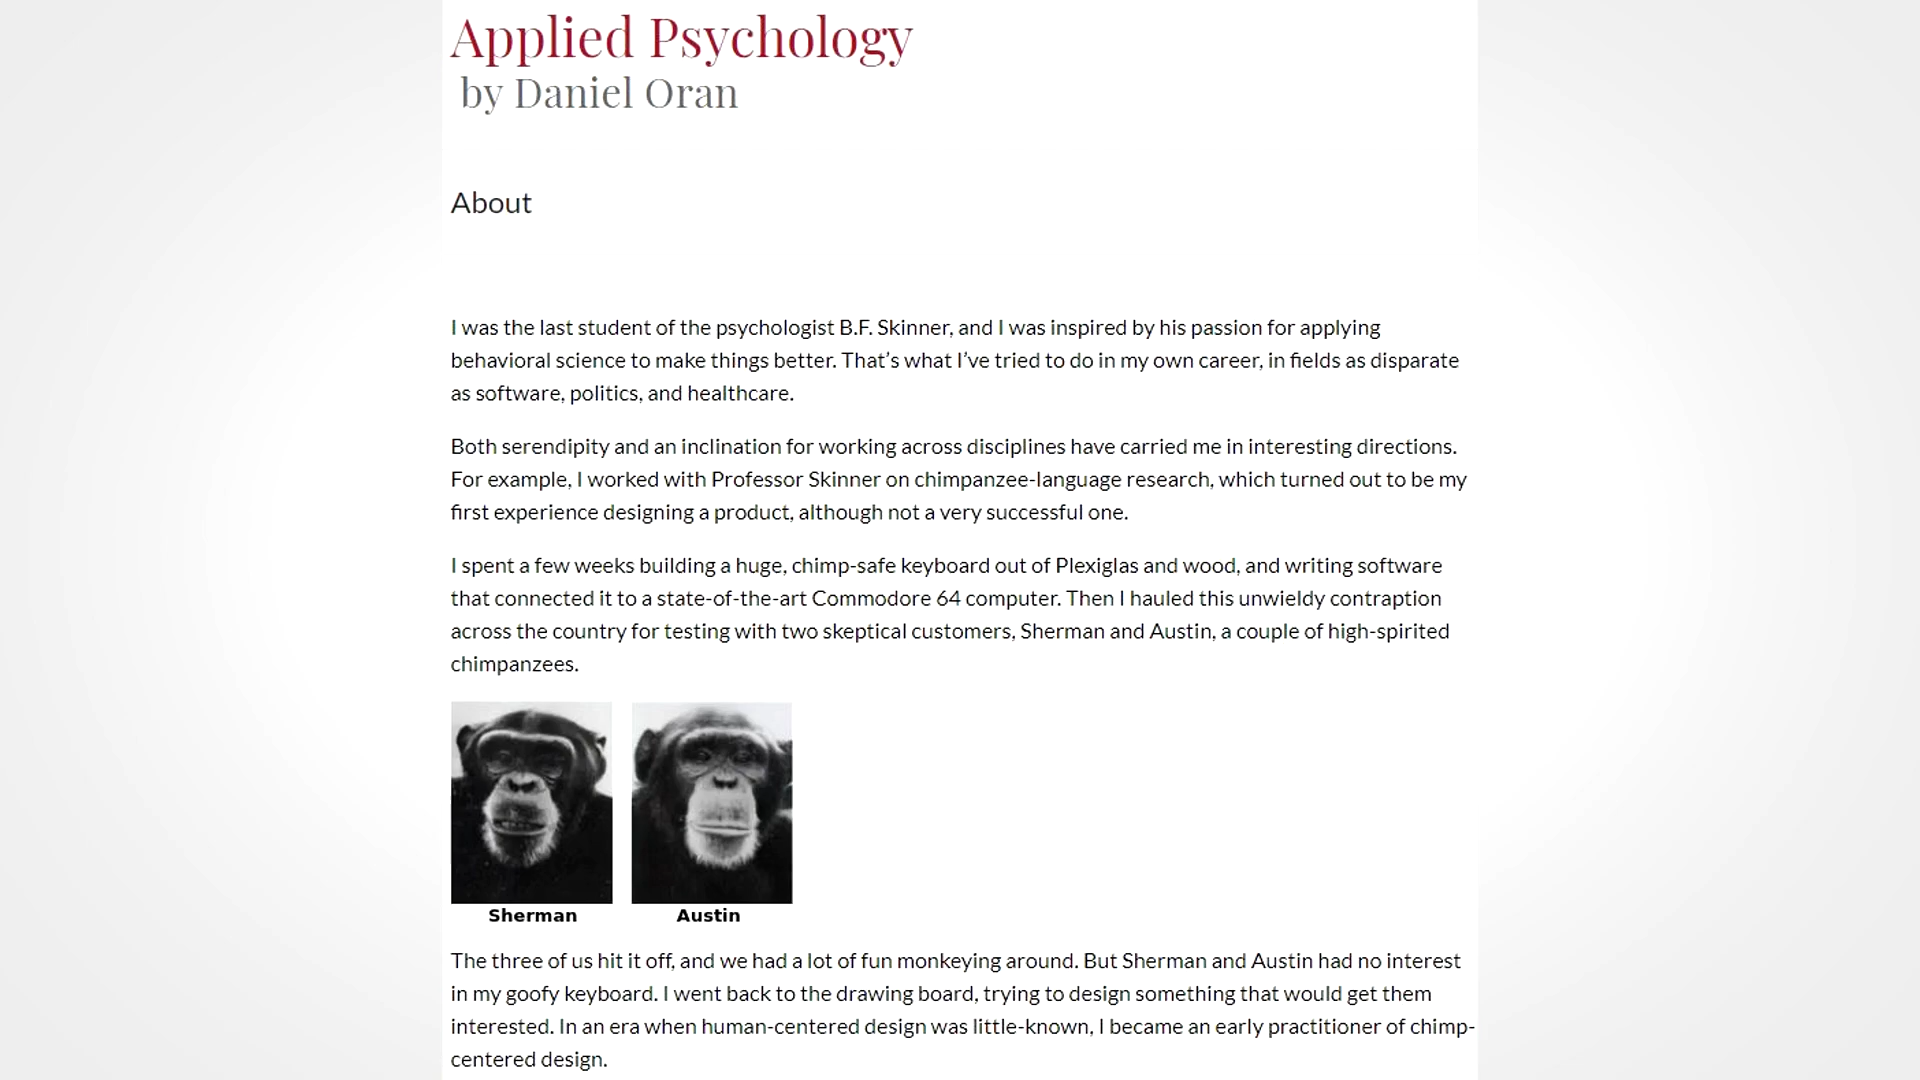 Applied Psychology
by Daniel Oran
About
I was the last student of the psychologist B.F. Skinner, and I was inspired by his passion for applying
behavioral science to make things better. That’s what I’ve tried to do in my own career, in fields as disparate
as software, politics, and healthcare.
Both serendipity and an inclination for working across disciplines have carried me in interesting directions.
For example, I worked with Professor Skinner on chimpanzee-language research, which turned out to be my
first experience designing a product, although not a very successful one.
I spent a few weeks building a huge, chimp-safe keyboard out of Plexiglas and wood, and writing software
that connected it to a state-of-the-art Commodore 64 computer. Then I hauled this unwieldy contraption
across the country for testing with two skeptical customers, Sherman and Austin, a couple of high-spirited
chimpanzees.
Sherman Austin
The three of us hit it off, and we had a lot of fun monkeying around. But Sherman and Austin had no interest
in my goofy keyboard. I went back to the drawing board, trying to design something that would get them
interested. In an era when human-centered design was little-known, I became an early practitioner of chimp-
centered design.